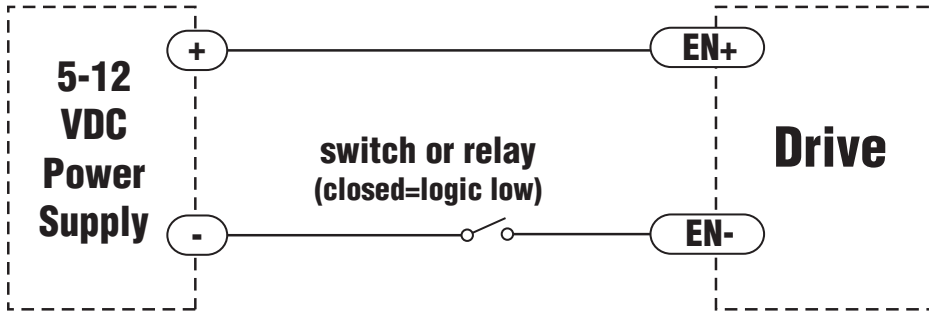 5-12
VDC
Power
Supply
+
-
switch or relay
(closed=logic low)
EN+
EN-
Drive